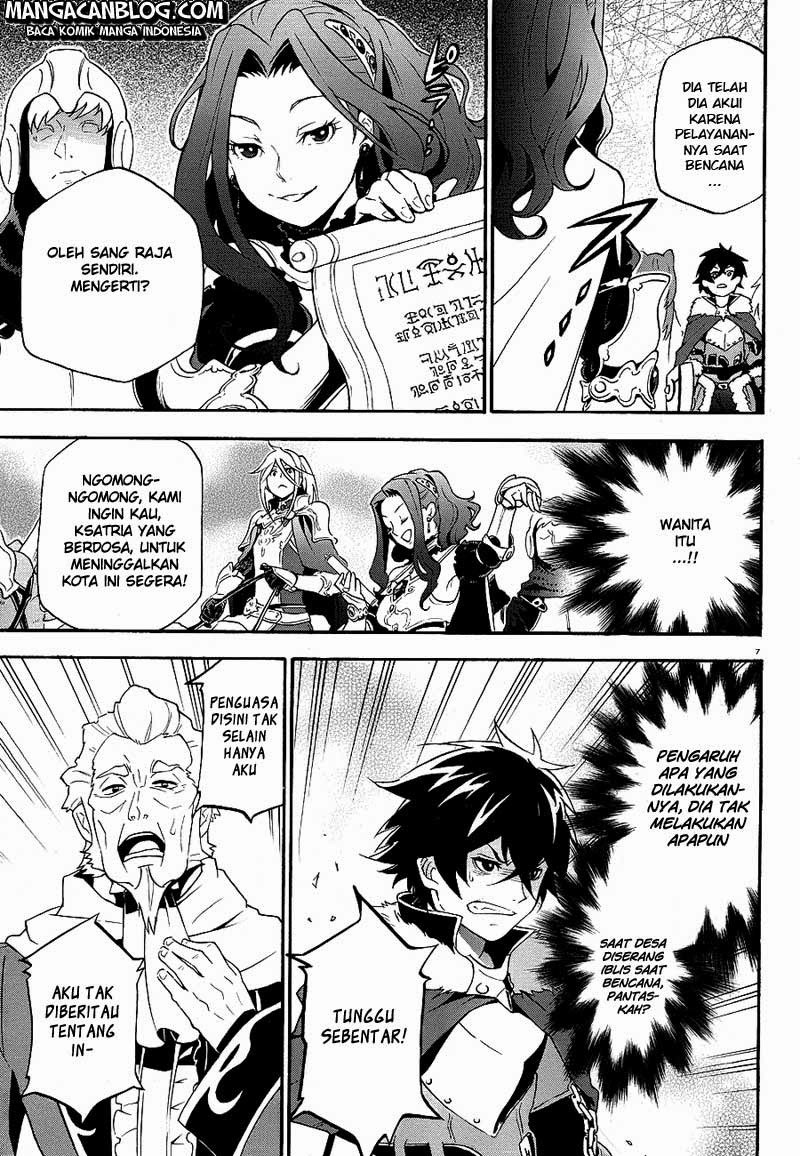 MANGACANBLOG.COM
BACA KOMIK MANGA INDONESIA
DIA TELAH
DIA AKUI
KARENA
PELAYANAN-
NYA SAAT
BENCANA
...
OLEH SANG RAJA
SENDIRI.
MENGERTI?
WANITA
ITU
...!!
NGOMONG-
NGOMONG, KAMI
INGIN KAU,
KSATRIA YANG
BERDOSA, UNTUK
MENINGGALKAN
KOTA INI SEGERA!
7
PENGARUH
APA YANG
DILAKUKAN-
NYA, DIA TAK
MELAKUKAN
APAPUN
SAAT DESA
DISERANG
IBLIS SAAT
BENCANA,
PANTAS-
KAH?
TUNGGU
SEBENTAR!
PENGUASA
DISINI TAK
SELAIN
HANYA
AKU
AKU TAK
DIBERITAU
TENTANG
IN-